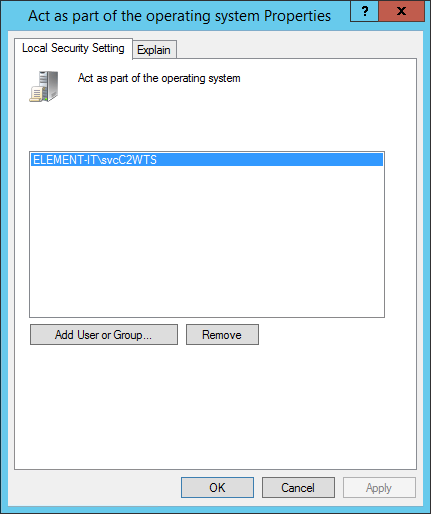 Act as part of the operating system Properties
?
x
Local Security Setting
Explain
Act as part of the operating system
ELEMENT-IT\svcC2WTS
Add User or Group...
Remove
OK
Cancel
Apply